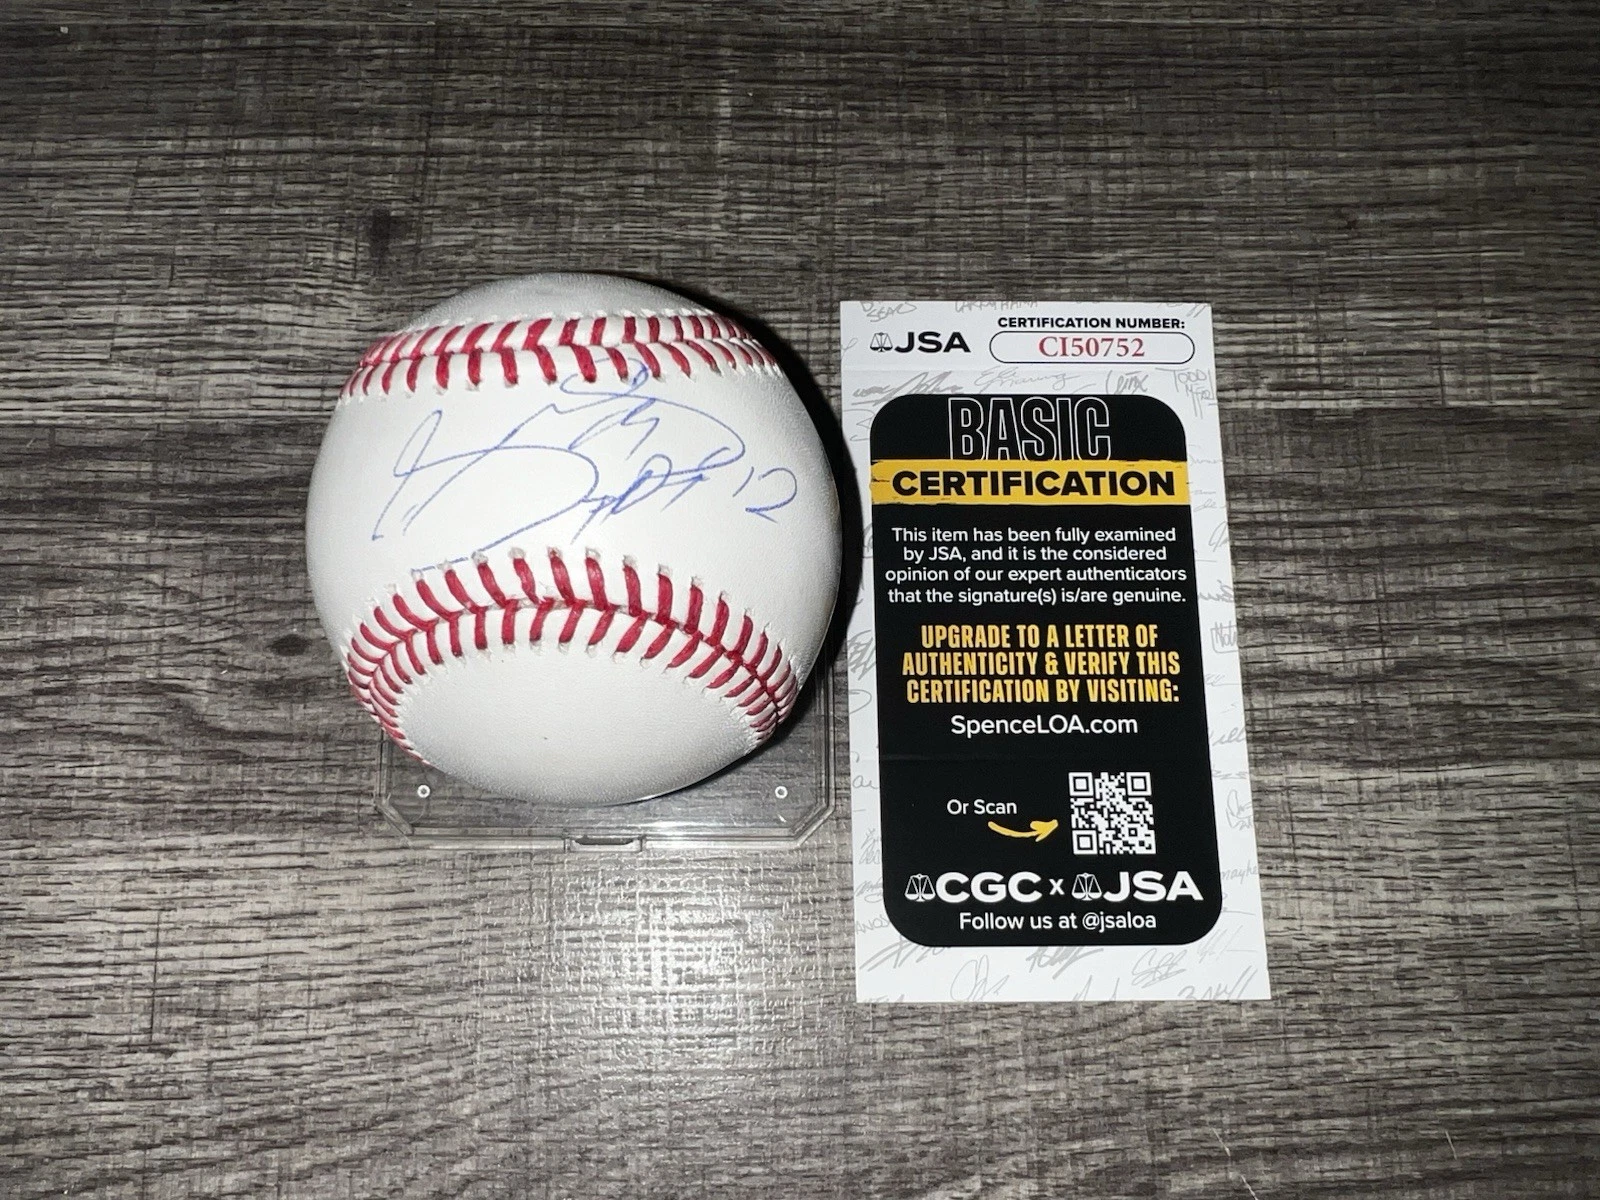 12
JSA
CERTIFICATION NUMBER:
CI50752
BASIC
CERTIFICATION
This item has been fully examined
by JSA, and it is the considered
opinion of our expert authenticators
that the signature(s) is/are genuine.
UPGRADE TO A LETTER OF
AUTHENTICITY & VERIFY THIS
CERTIFICATION BY VISITING:
SpenceLOA.com
Or Scan
CGC x JSA
Follow us at @jsaloa